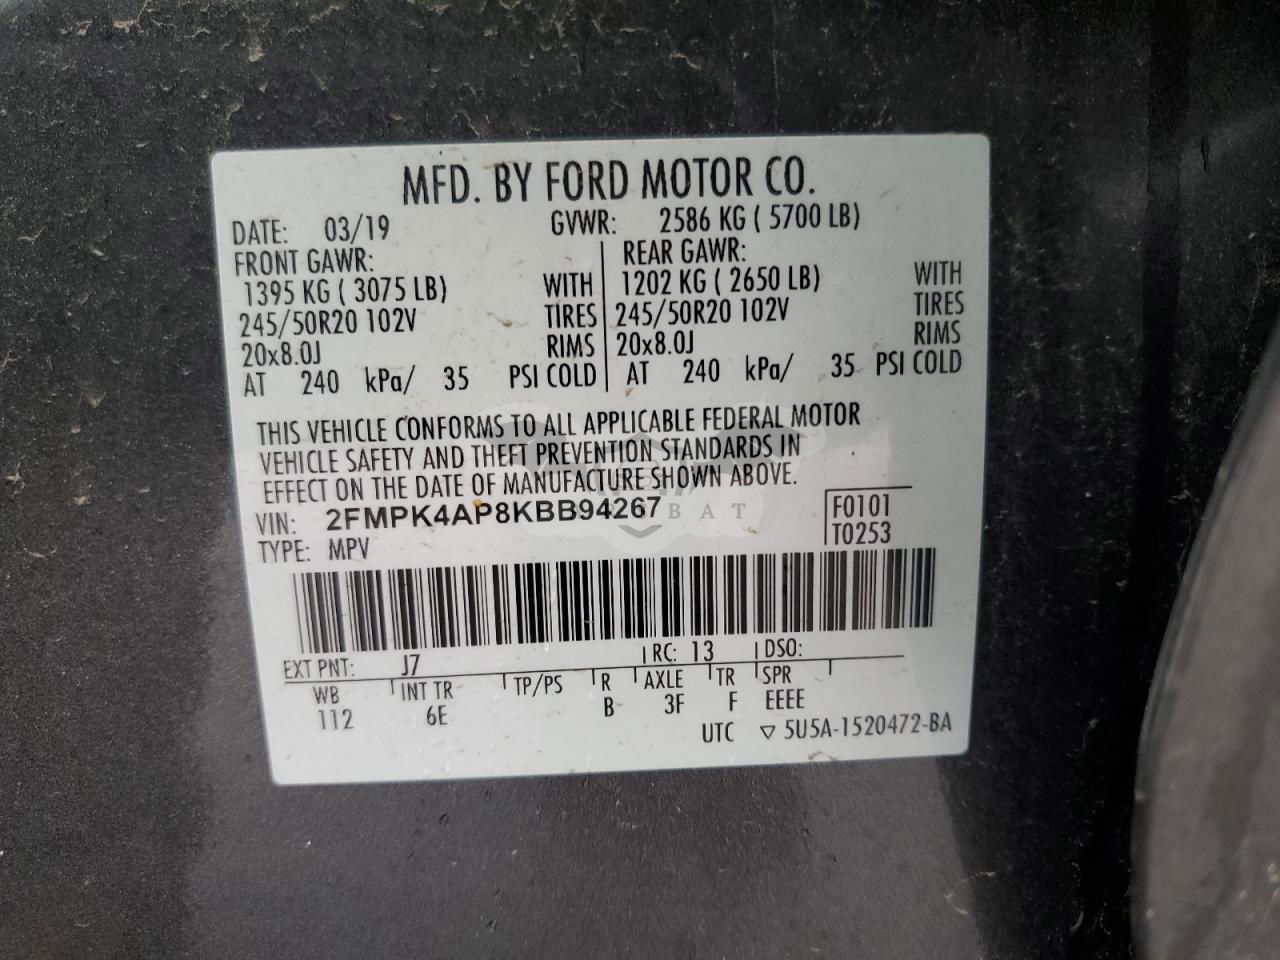 MFD. BY FORD MOTOR CO.
DATE: 03/19 GVWR: 2586 KG ( 5700 LB)
FRONT GAWR: REAR GAWR:
1395 KG ( 3075 LB) WITH 1202 KG ( 2650 LB) WITH
245/50R20 102V TIRES 245/50R20 102V TIRES
20x8.0J RIMS 20x8.0J RIMS
AT 240 kPa/ 35 PSI COLD AT 240 kPa/ 35 PSI COLD
THIS VEHICLE CONFORMS TO ALL APPLICABLE FEDERAL MOTOR
VEHICLE SAFETY AND THEFT PREVENTION STANDARDS IN
EFFECT ON THE DATE OF MANUFACTURE SHOWN ABOVE.
VIN: 2FMPK4AP8KBB94267 F0101
TYPE: MPV T0253
EXT PNT: J7 RC: 13 DSO:
WB INT TR TP/PS R AXLE TR SPR
112 6E B 3F F EEEE
UTC ▽ 5U5A-1520472-BA